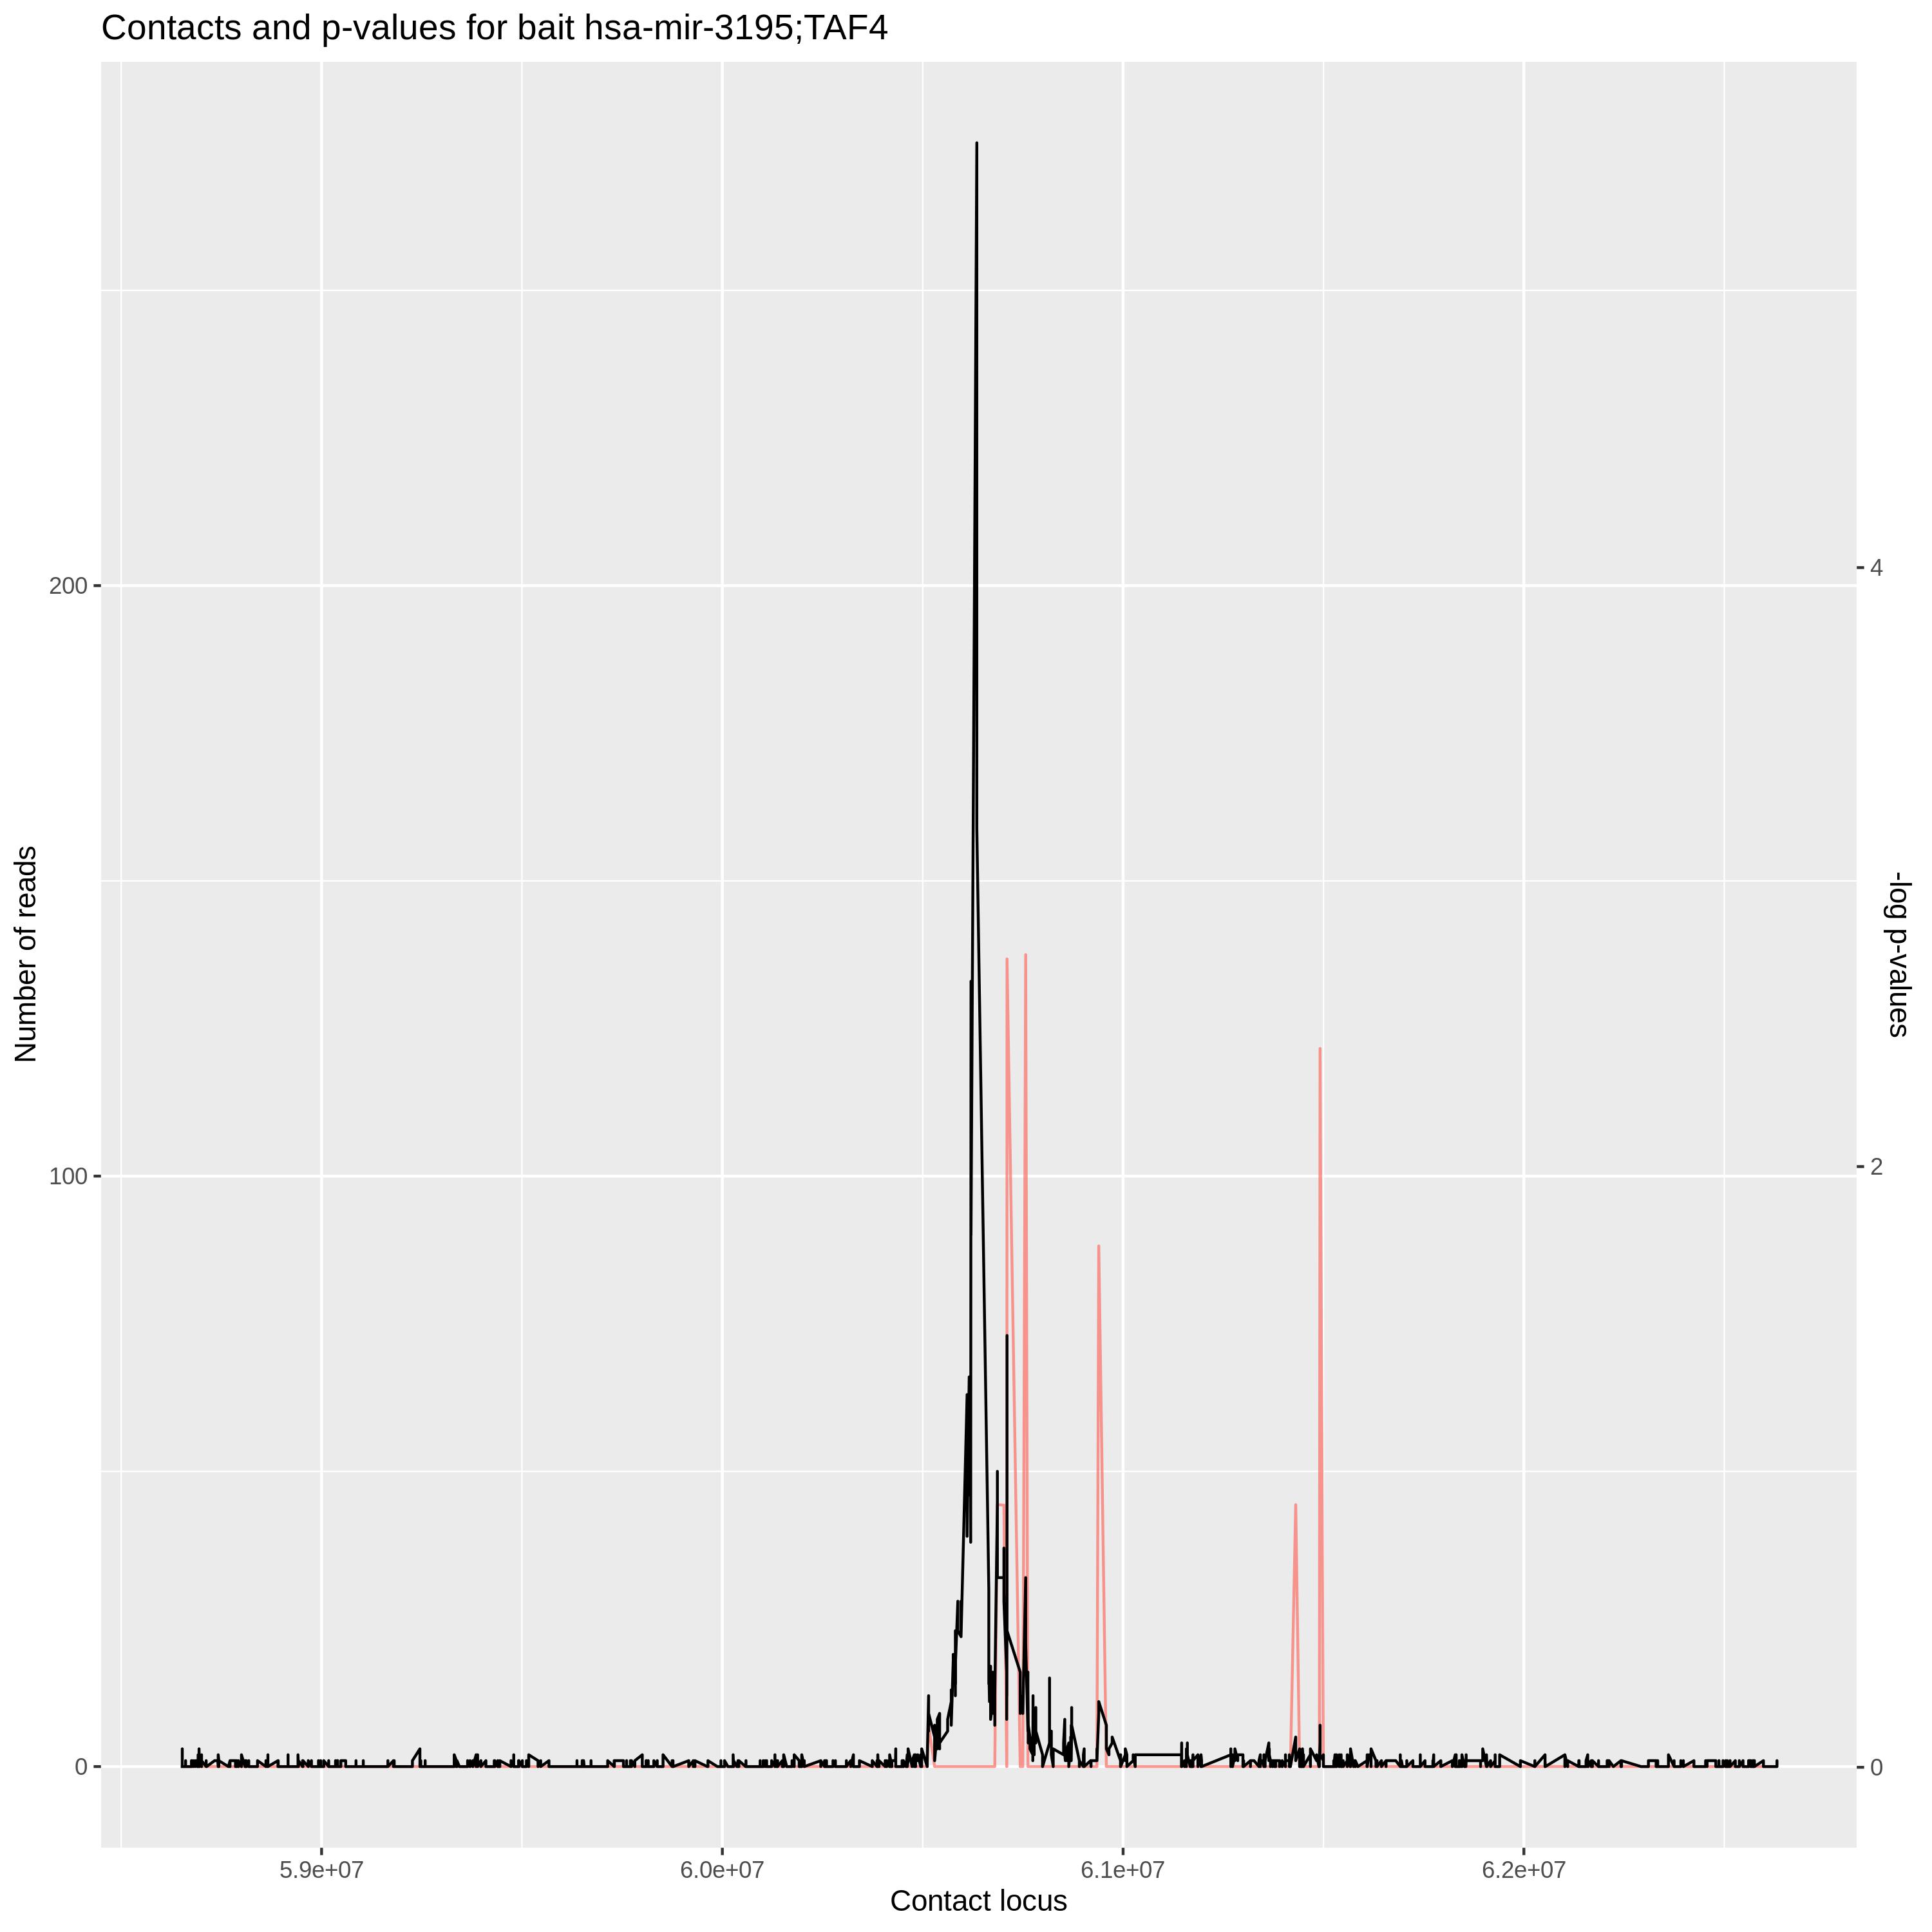 Contacts and p-values for bait hsa-mir-3195;TAF4
Number of reads
200
100
0
4
2
0
-log p-values
5.9e+07 6.0e+07 6.1e+07 6.2e+07
Contact locus